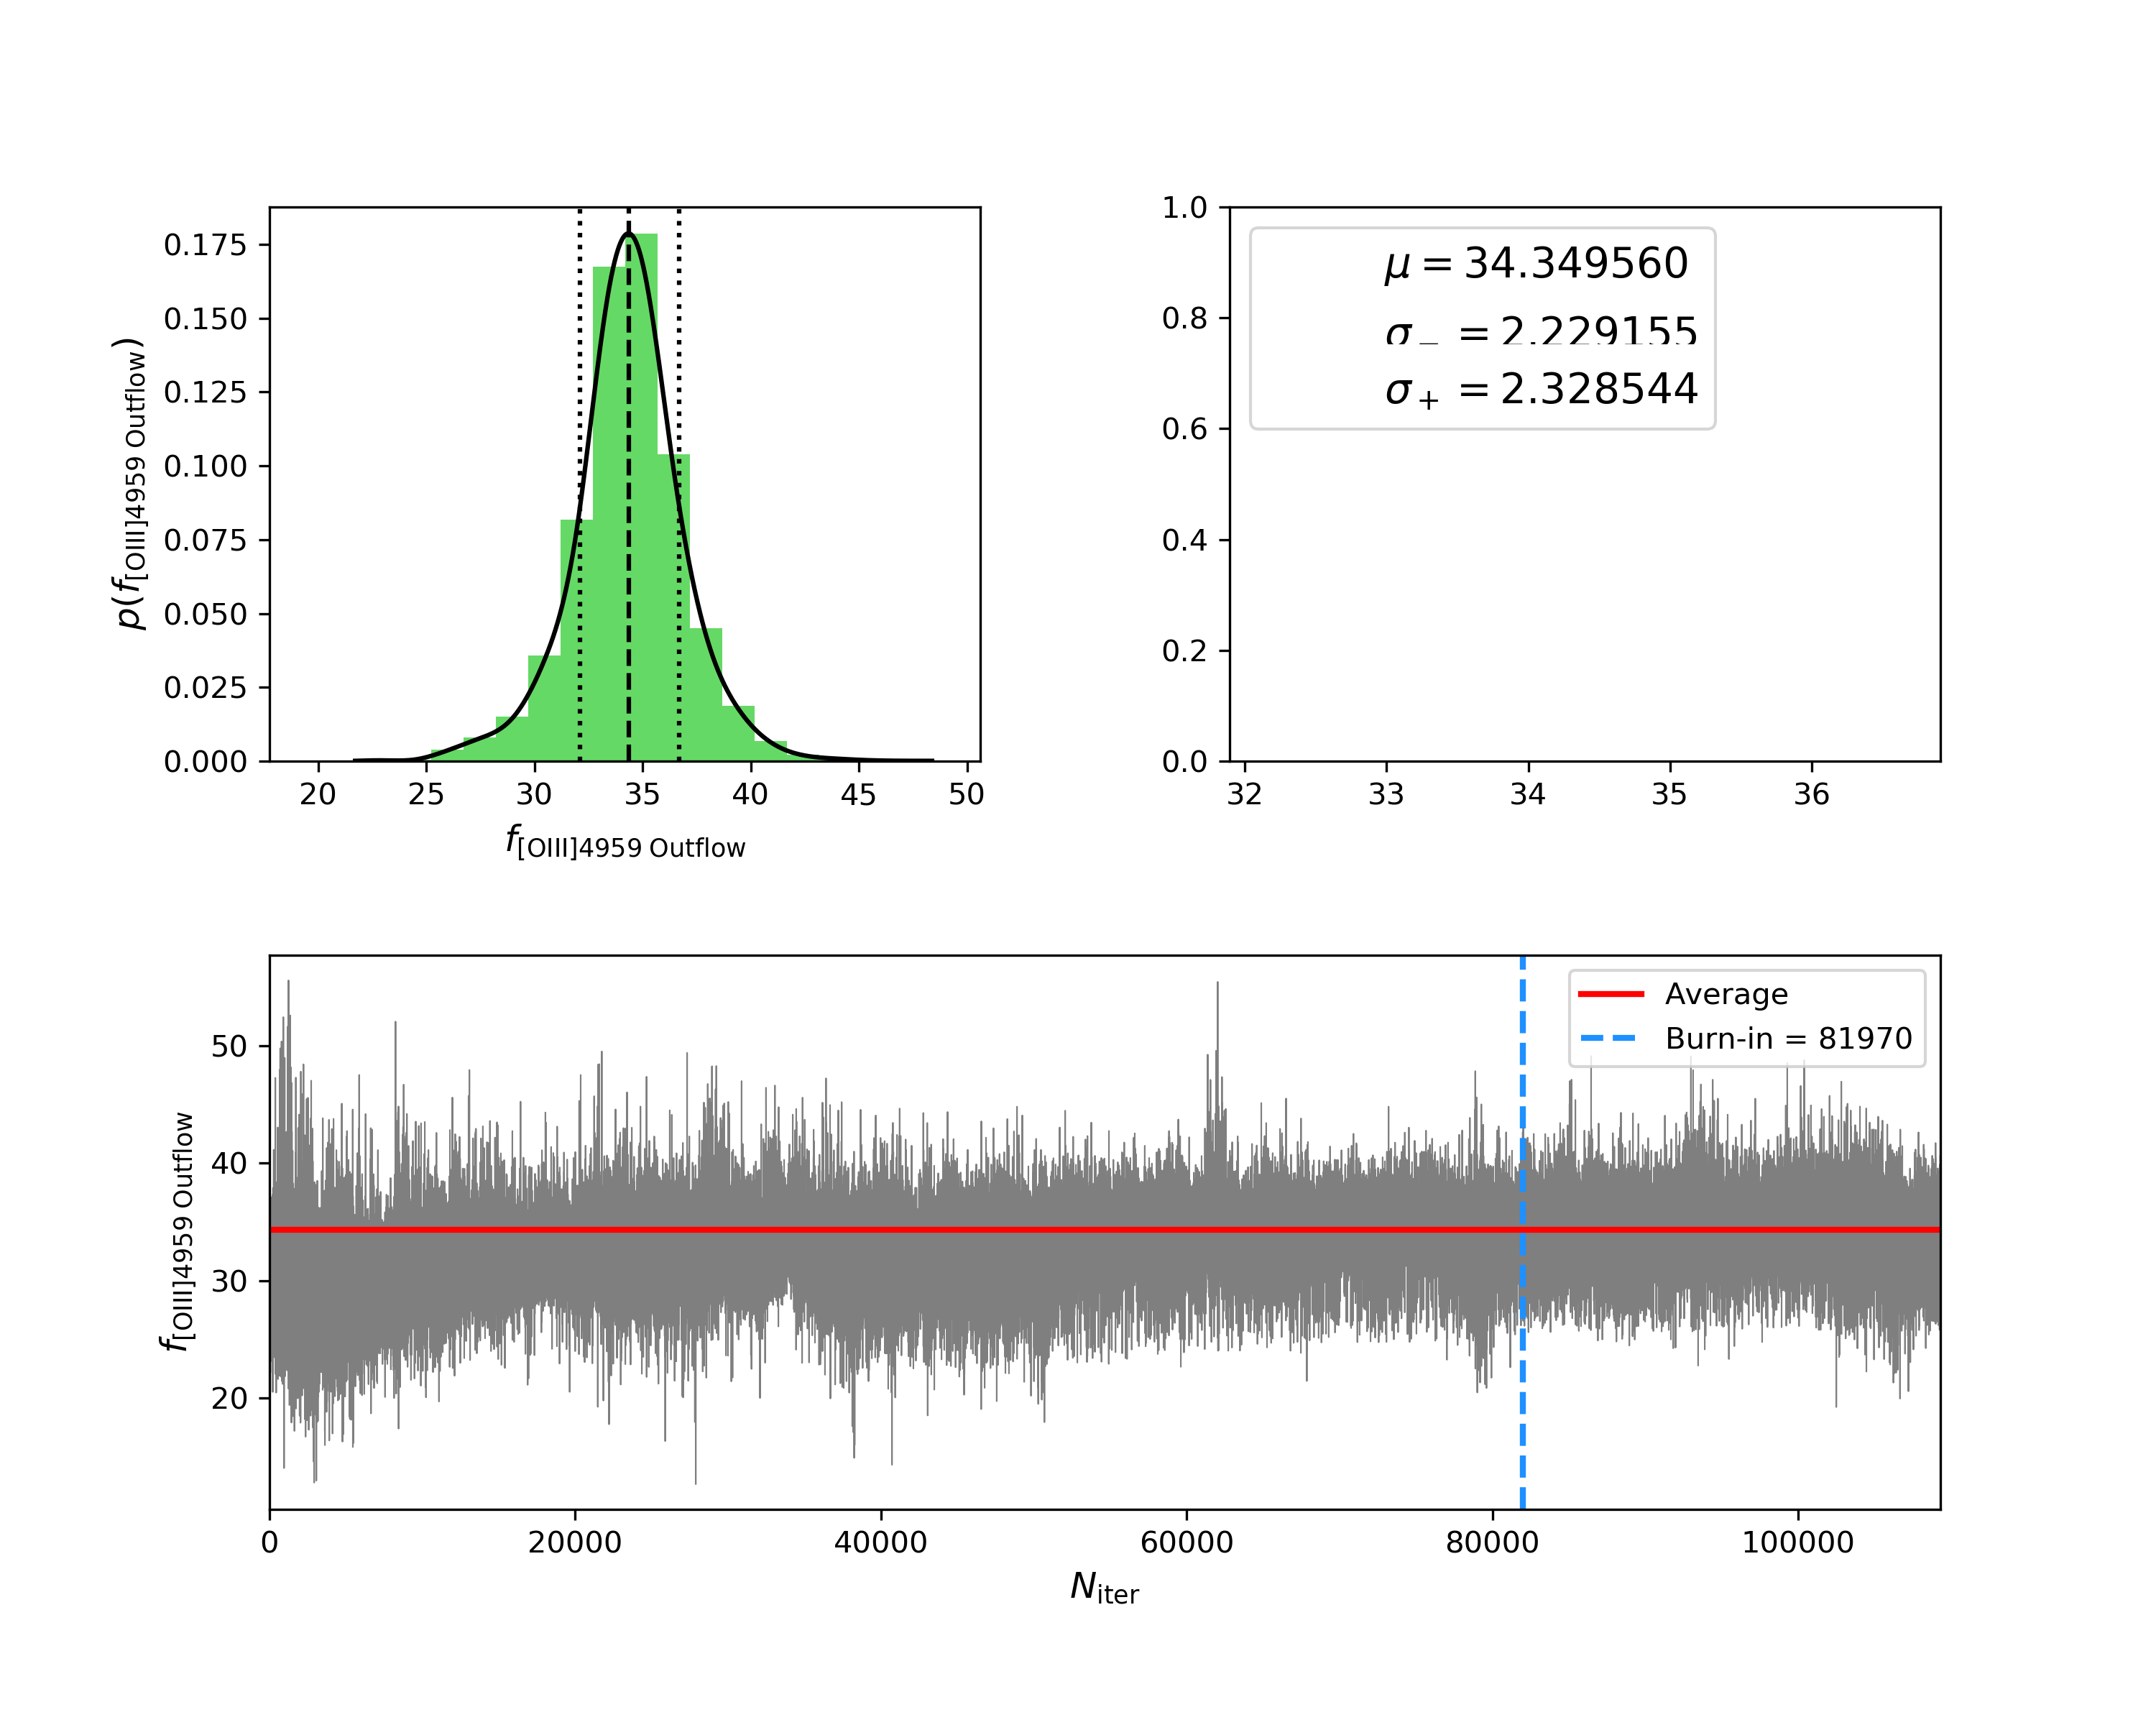 p(f[OIII]4959 Outflow)
0.175
0.150
0.125
0.100
0.075
0.050
0.025
0.000
20 25 30 35 40 45 50
f[OIII]4959 Outflow
1.0
0.8
0.6
0.4
0.2
0.0
μ = 34.349560
σ− = 2.229155
σ+ = 2.328544
32 33 34 35 36
f[OIII]4959 Outflow
50
40
30
20
Average
Burn-in = 81970
0 20000 40000 60000 80000 100000
Niter